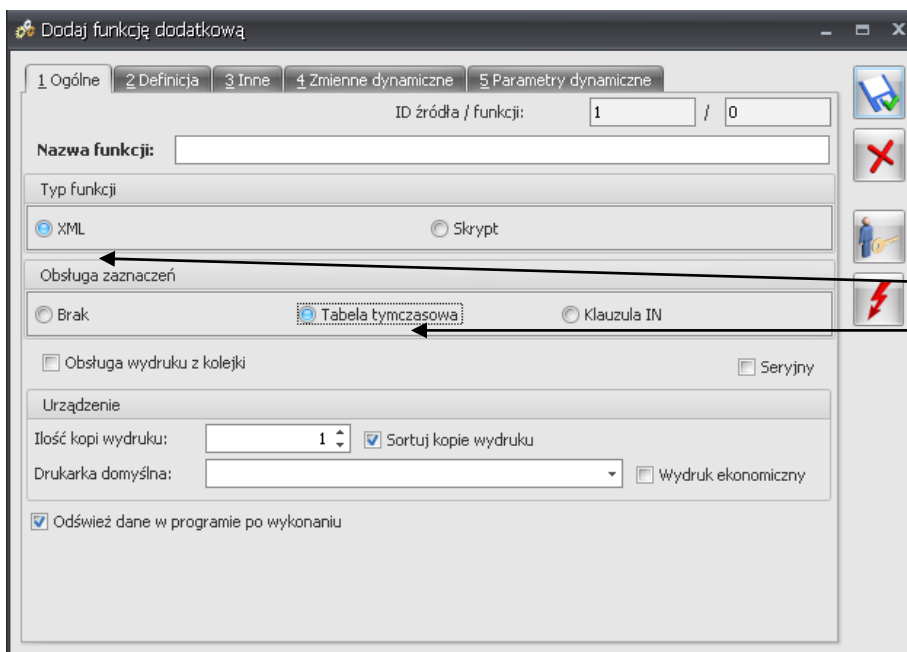 Dodaj funkcję dodatkową
1 Ogólne 2 Definicja 3 Inne 4 Zmienne dynamiczne 5 Parametry dynamiczne
ID źródła / funkcji: 1 / 0
Nazwa funkcji:
Typ funkcji
XML Skrypt
Obsługa zaznaczeń
Brak Tabela tymczasowa Klauzula IN
Obsługa wydruku z kolejki Seryjny
Urządzenie
Ilość kopi wydruku: 1 Sortuj kopie wydruku
Drukarka domyślna: Wydruk ekonomiczny
Odśwież dane w programie po wykonaniu